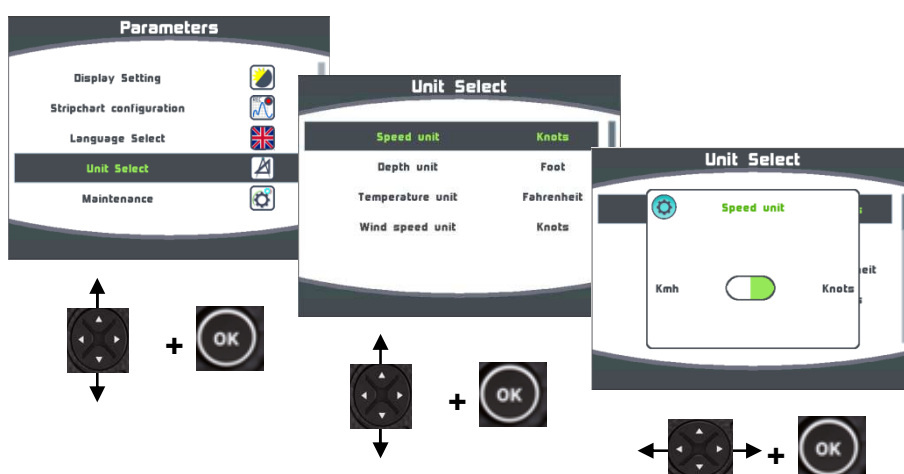 Parameters
Display Setting
Stripchart configuration
Language Select
Unit Select
Maintenance
+ OK
Unit Select
Speed unit Knots
Depth unit Foot
Temperature unit Fahrenheit
Wind speed unit Knots
+ OK
Unit Select
Speed unit
eit
Kmh Knots
+ OK